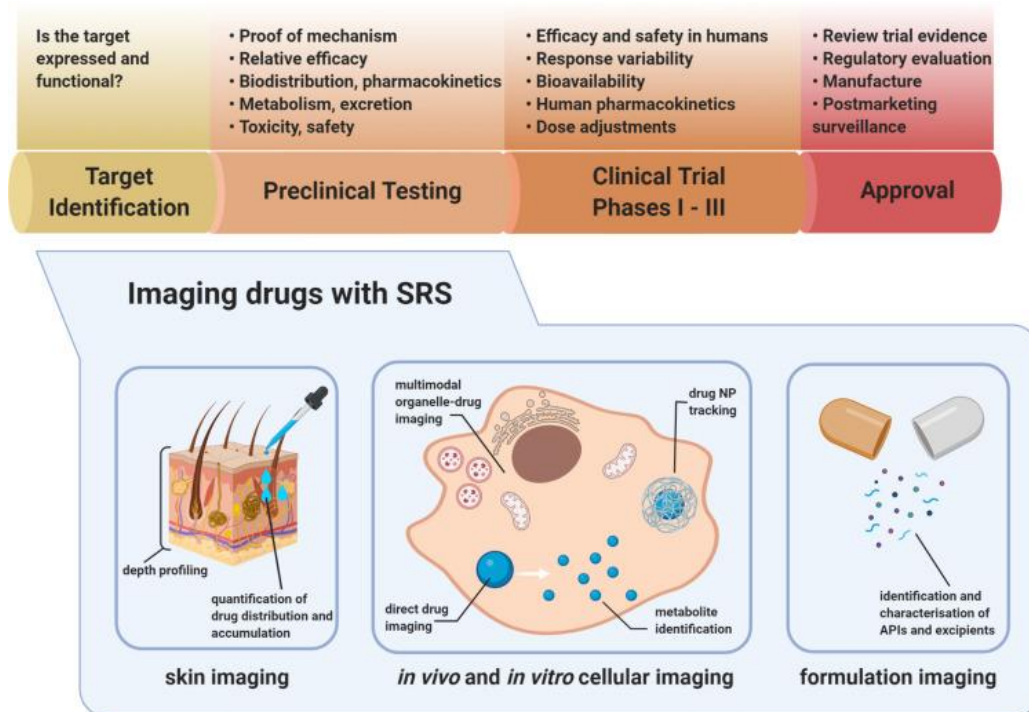 Is the target
expressed and
functional?
• Proof of mechanism
• Relative efficacy
• Biodistribution, pharmacokinetics
• Metabolism, excretion
• Toxicity, safety
• Efficacy and safety in humans
• Response variability
• Bioavailability
• Human pharmacokinetics
• Dose adjustments
• Review trial evidence
• Regulatory evaluation
• Manufacture
• Postmarketing
surveillance
Target
Identification
Preclinical Testing
Clinical Trial
Phases I - III
Approval
Imaging drugs with SRS
depth profiling
quantification of
drug distribution and
accumulation
skin imaging
multimodal
organelle-drug
imaging
drug NP
tracking
direct drug
imaging
metabolite
identification
in vivo and in vitro cellular imaging
identification and
characterisation of
APIs and excipients
formulation imaging